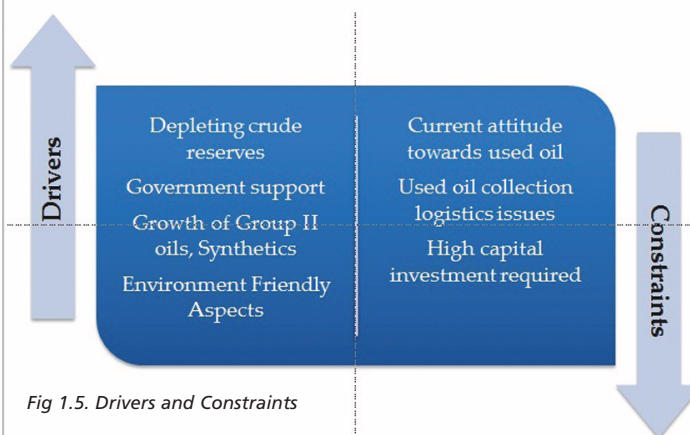 Drivers
Depleting crude
reserves
Government support
Growth of Group II
oils, Synthetics
Environment Friendly
Aspects
Current attitude
towards used oil
Used oil collection
logistics issues
High capital
investment required
Constraints
Fig 1.5. Drivers and Constraints